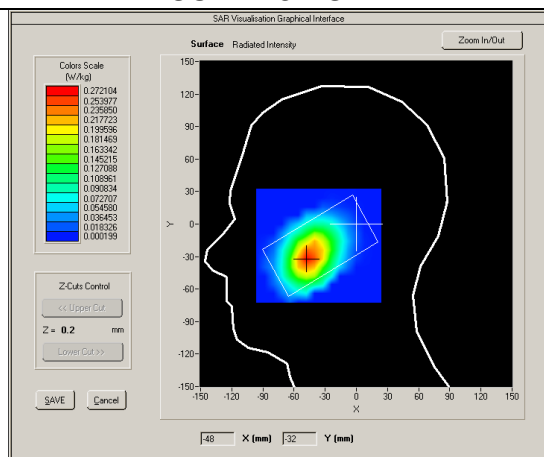 SAR Visualisation Graphical Interface
Surface Radiated Intensity
Zoom In/Out
Colors Scale
(W/kg)
0.272104
0.253977
0.235850
0.217723
0.199596
0.181469
0.163342
0.145215
0.127088
0.108961
0.090834
0.072707
0.054580
0.036453
0.018326
0.000199
150-
120-
90-
60-
30-
0-
-30-
-60-
-90-
-120-
-150-
Y
-150 -120 -90 -60 -30 0 30 60 90 120 150
X
Z-Cuts Control
<< Upper Cut
Z = 0.2 mm
Lower Cut >>
SAVE Cancel
-48 X (mm) -32 Y (mm)